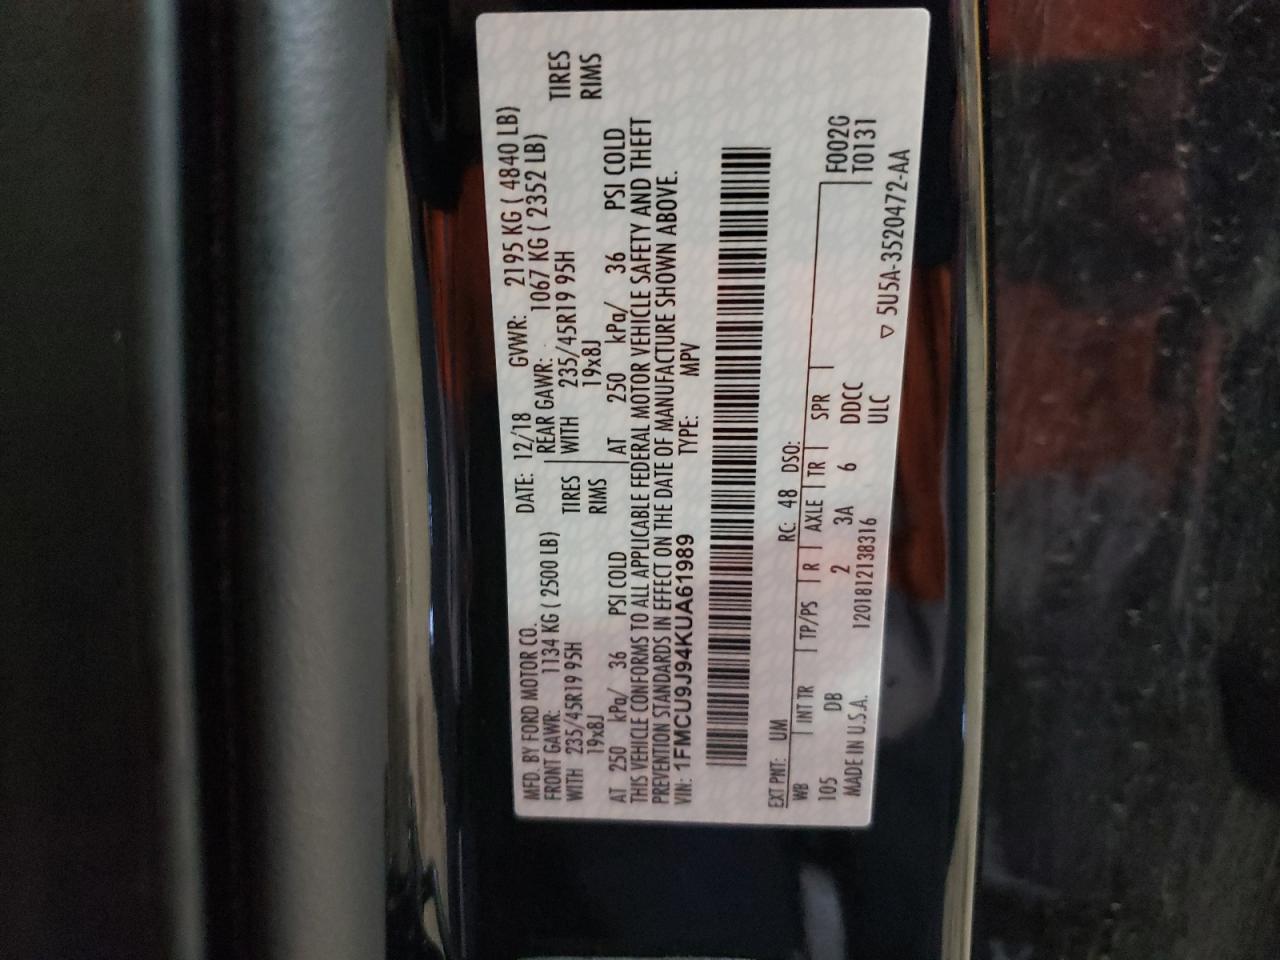 MFD. BY FORD MOTOR CO. DATE: 12/18 GVWR: 2195 KG ( 4840 LB)
FRONT GAWR: 1134 KG ( 2500 LB) REAR GAWR: 1067 KG ( 2352 LB)
WITH 235/45R19 95H TIRES WITH 235/45R19 95H TIRES
19x8J RIMS 19x8J RIMS
AT 250 kPa/ 36 PSI COLD AT 250 kPa/ 36 PSI COLD
THIS VEHICLE CONFORMS TO ALL APPLICABLE FEDERAL MOTOR VEHICLE SAFETY AND THEFT
PREVENTION STANDARDS IN EFFECT ON THE DATE OF MANUFACTURE SHOWN ABOVE.
VIN: 1FMCU9J94KUA61989 TYPE: MPV
EXT PNT: UM RC: 48 DSO:
WB INT TR TP/PS R AXLE TR SPR F002G
105 DB 2 3A 6 DDCC T0131
MADE IN U.S.A. 1201812138316 ULC ▽ 5U5A-3520472-AA